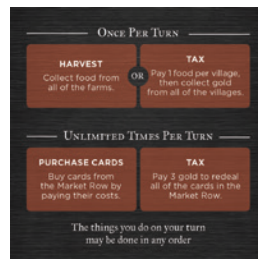 ONCE PER TURN
HARVEST
Collect food from
all of the farms.
OR
TAX
Pay 1 food per village,
then collect gold
from all of the villages.
UNLIMITED TIMES PER TURN
PURCHASE CARDS
Buy cards from
the Market Row by
paying their costs.
TAX
Pay 3 gold to redeal
all of the cards in the
Market Row.
The things you do on your turn
may be done in any order